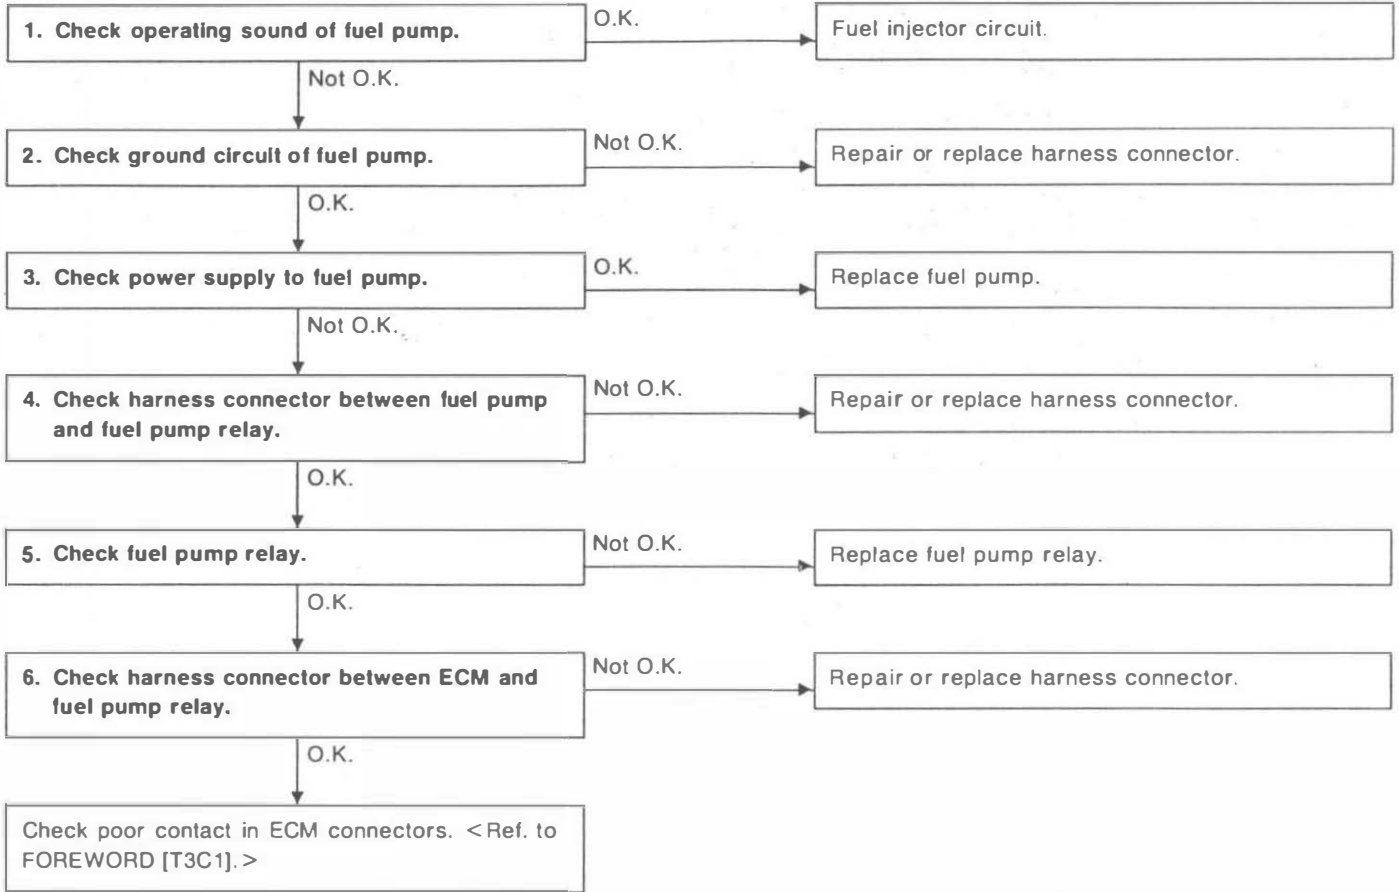 1. Check operating sound of fuel pump.
O.K.
Fuel injector circuit.
Not O.K.
2. Check ground circuit of fuel pump.
Not O.K.
Repair or replace harness connector.
O.K.
3. Check power supply to fuel pump.
O.K.
Replace fuel pump.
Not O.K.
4. Check harness connector between fuel pump
and fuel pump relay.
Not O.K.
Repair or replace harness connector.
O.K.
5. Check fuel pump relay.
Not O.K.
Replace fuel pump relay.
O.K.
6. Check harness connector between ECM and
fuel pump relay.
Not O.K.
Repair or replace harness connector.
O.K.
Check poor contact in ECM connectors. <Ref. to
FOREWORD [T3C1].>